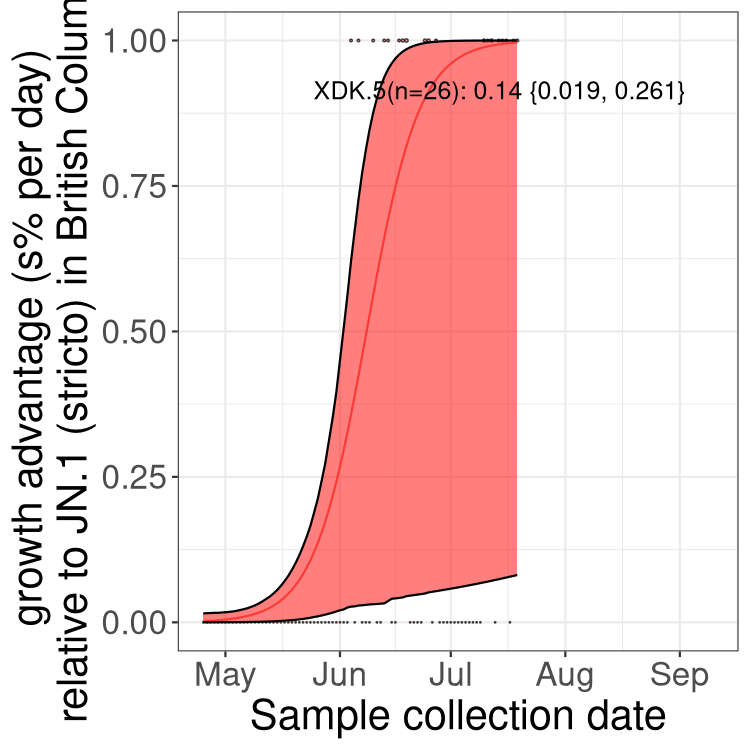 growth advantage (s% per day)
relative to JN.1 (stricto) in British Colum
1.00
0.75
0.50
0.25
0.00
XDK.5(n=26): 0.14 {0.019, 0.261}
May Jun Jul Aug Sep
Sample collection date